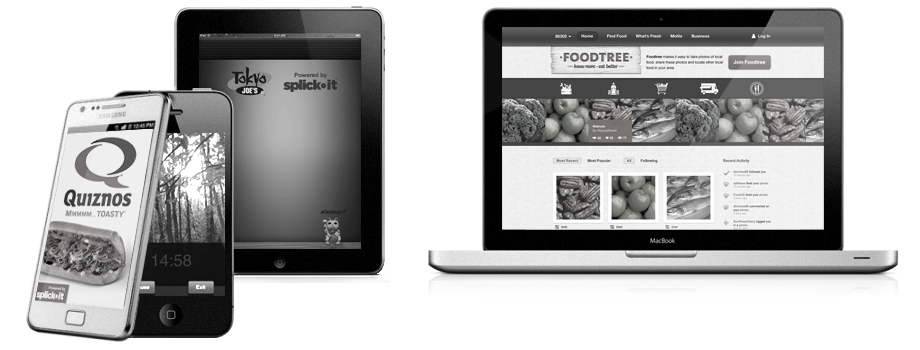 SAMSUNG
12:45 PM
QUIZNOS
MMMMM...TOASTY
Powered by
splick-it
14:58
Exit
Tokyo
JOE'S
Powered by
splick-it
80302
Home
Find Food
What's Fresh
Mobile
Business
Log In
FOODTREE
know more - eat better
Foodtree makes it easy to take photos of local
food, share these photos and locate other local
food in your area.
Join Foodtree
Walnuts
Most Recent
Most Popular
All
Following
Recent Activity
MacBook